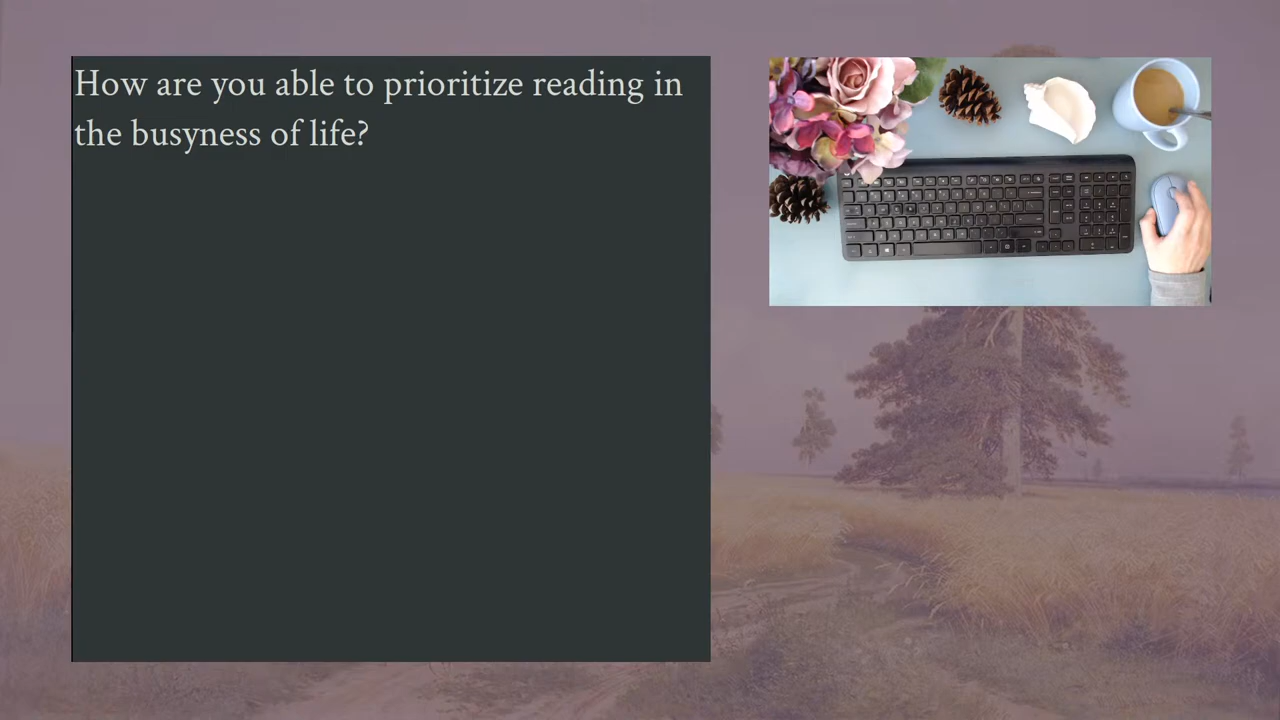 How are you able to prioritize reading in
the busyness of life?